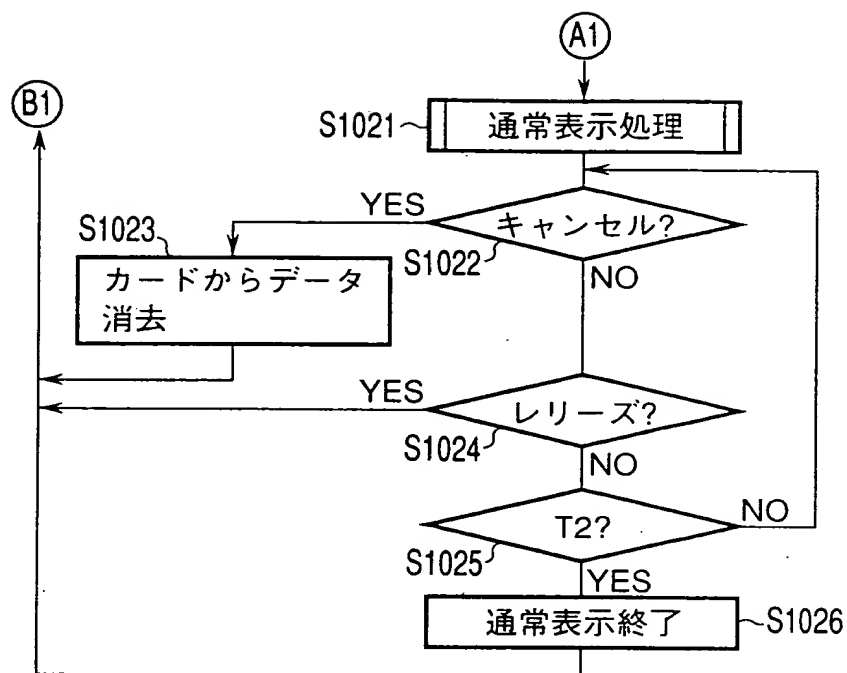 A1
B1
S1021
通常表示処理
YES
キャンセル?
S1023
S1022
カードからデータ
消去
NO
YES
レリーズ?
S1024
NO
T2?
NO
S1025
YES
通常表示終了
S1026